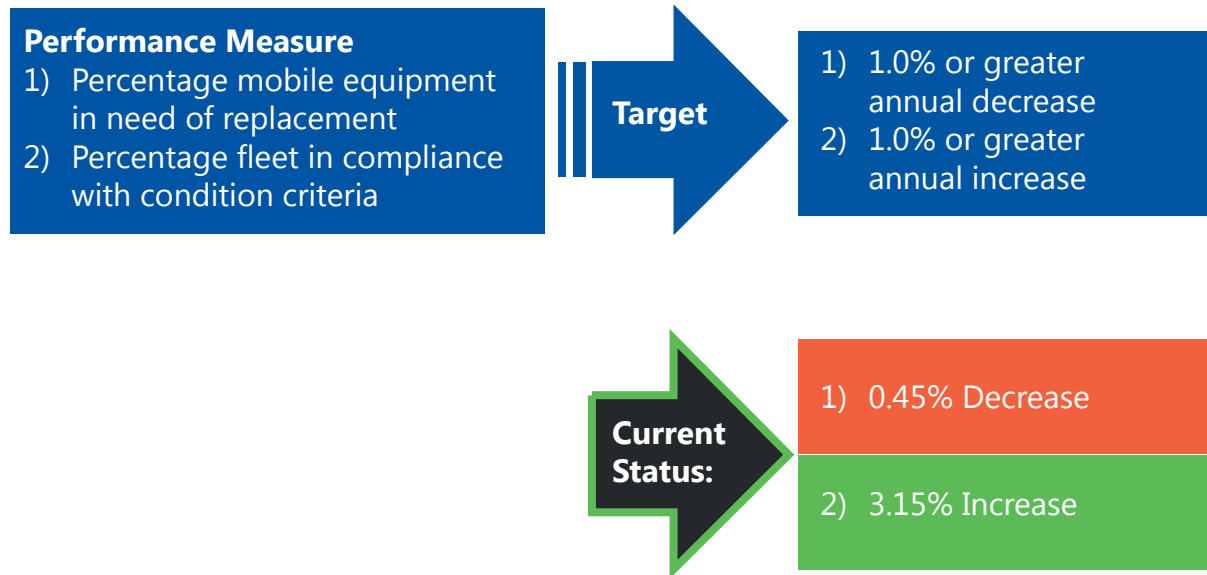 Performance Measure
1) Percentage mobile equipment
in need of replacement
2) Percentage fleet in compliance
with condition criteria
Target
1) 1.0% or greater
annual decrease
2) 1.0% or greater
annual increase
Current
Status:
1) 0.45% Decrease
2) 3.15% Increase